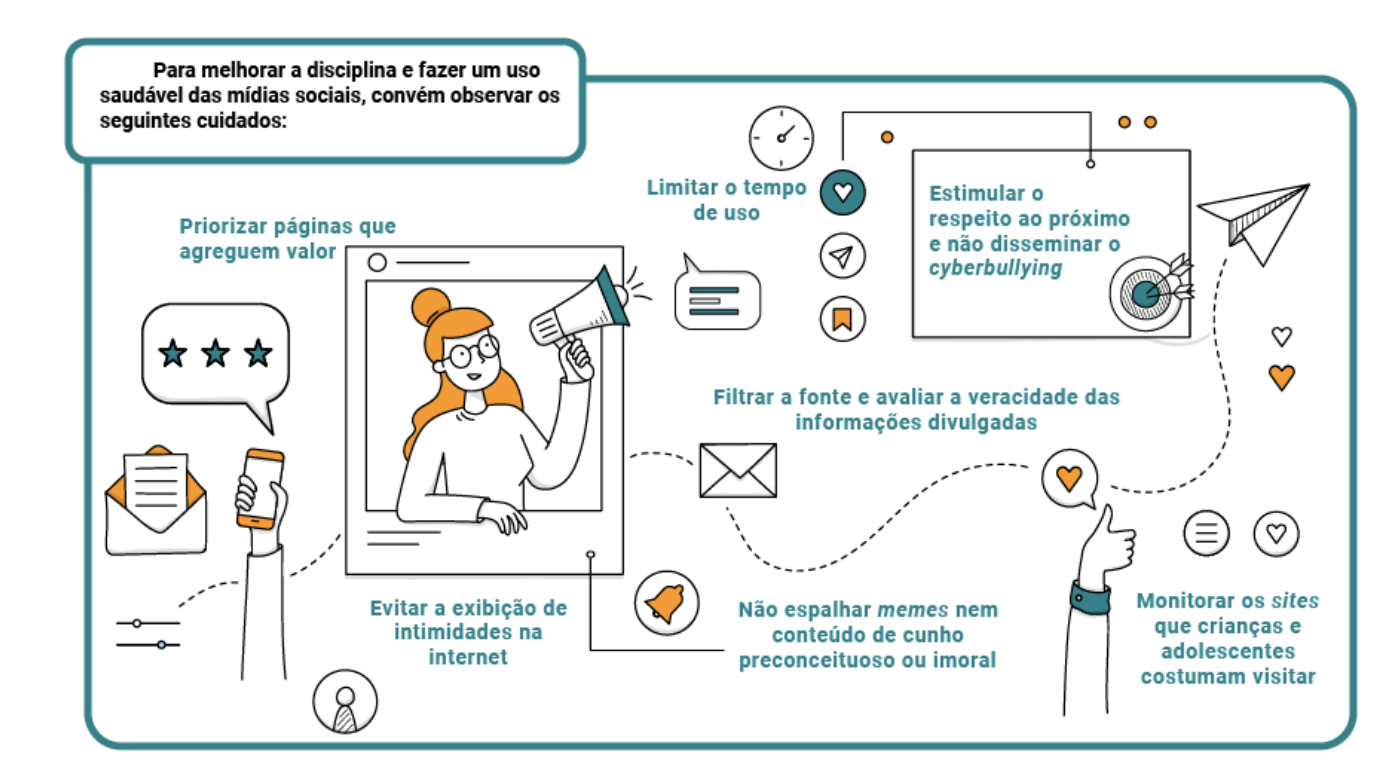 Para melhorar a disciplina e fazer um uso
saudável das mídias sociais, convém observar os
seguintes cuidados:
Priorizar páginas que
agreguem valor
Limitar o tempo
de uso
Estimular o
respeito ao próximo
e não disseminar o
cyberbullying
Filtrar a fonte e avaliar a veracidade das
informações divulgadas
Evitar a exibição de
intimidades na
internet
Não espalhar memes nem
conteúdo de cunho
preconceituoso ou imoral
Monitorar os sites
que crianças e
adolescentes
costumam visitar